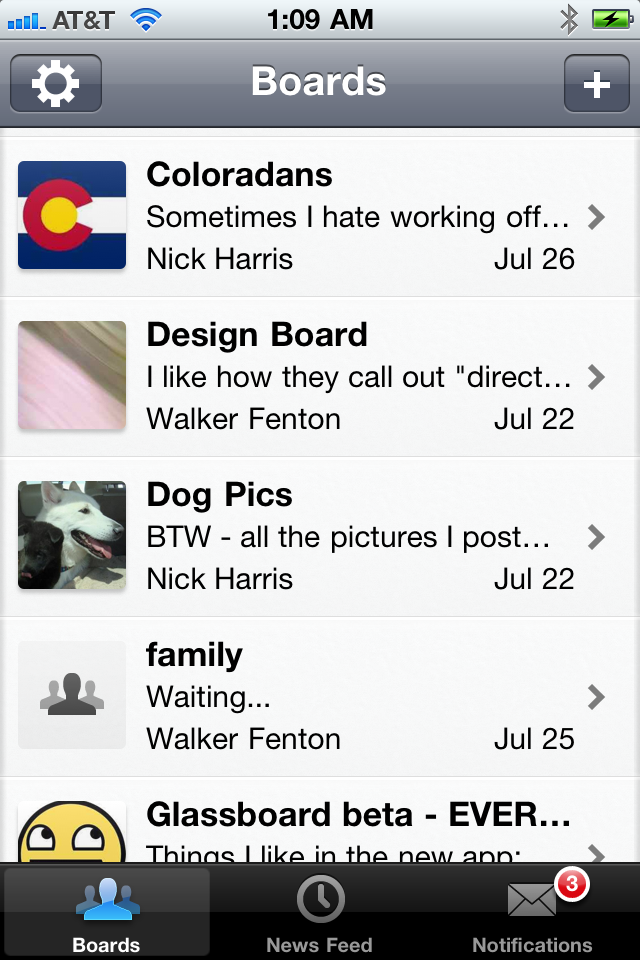 AT&T 1:09 AM
Boards
Coloradans
Sometimes I hate working off...
Nick Harris Jul 26
Design Board
I like how they call out "direct...
Walker Fenton Jul 22
Dog Pics
BTW - all the pictures I post...
Nick Harris Jul 22
family
Waiting...
Walker Fenton Jul 25
Glassboard beta - EVER...
Things I like in the new app:
3
Boards News Feed Notifications